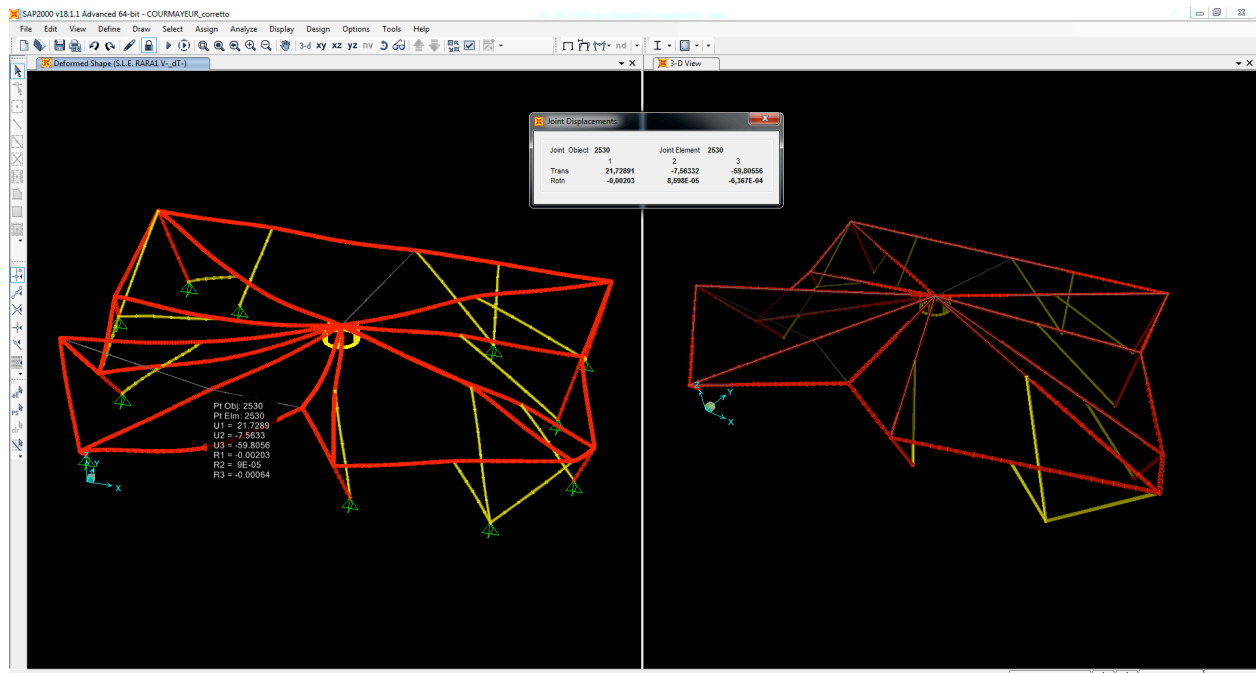 SAP2000 v18.1.1 Advanced 64-bit - COURMAYEUR_corretto
File Edit View Define Draw Select Assign Analyze Display Design Options Tools Help
3-d xy xz yz nv
nd
Deformed Shape (S.L.E. RARA1 V-_dT-)
3-D View
Joint Displacements
Joint Object 2530 Joint Element 2530
1 2 3
Trans 21,72891 -7,56332 -59,80556
Rotn -0,00203 8,598E-05 -6,367E-04
all
Pt Obj: 2530
Pt Elm: 2530
U1 = 21.7289
U2 = -7.5633
U3 = -59.8056
R1 = -0.00203
R2 = 9E-05
R3 = -0.00064
Z
Y
X
Z
Y
X